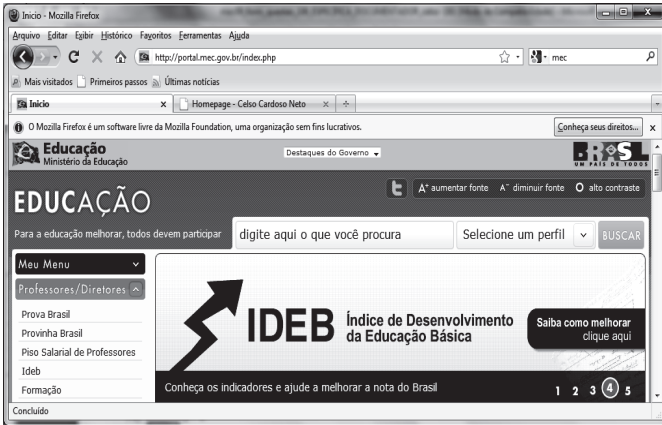 Inicio - Mozilla Firefox
Arquivo Editar Exibir Histórico Favoritos Ferramentas Ajuda
http://portal.mec.gov.br/index.php
mec
Mais visitados Primeiros passos Últimas notícias
Inicio x Homepage - Celso Cardoso Neto x
O Mozilla Firefox é um software livre da Mozilla Foundation, uma organização sem fins lucrativos. Conheça seus direitos... x
Educação
Ministério da Educação
Destaques do Governo
BRASIL
UM PAÍS DE TODOS
EDUCAÇÃO
t
A+ aumentar fonte A- diminuir fonte alto contraste
Para a educação melhorar, todos devem participar
digite aqui o que você procura
Selecione um perfil
BUSCAR
Meu Menu
Professores/Diretores
Prova Brasil
Provinha Brasil
Piso Salarial de Professores
Ideb
Formação
IDEB Índice de Desenvolvimento
da Educação Básica
Saiba como melhorar
clique aqui
Conheça os indicadores e ajude a melhorar a nota do Brasil
1 2 3 4 5
Concluído